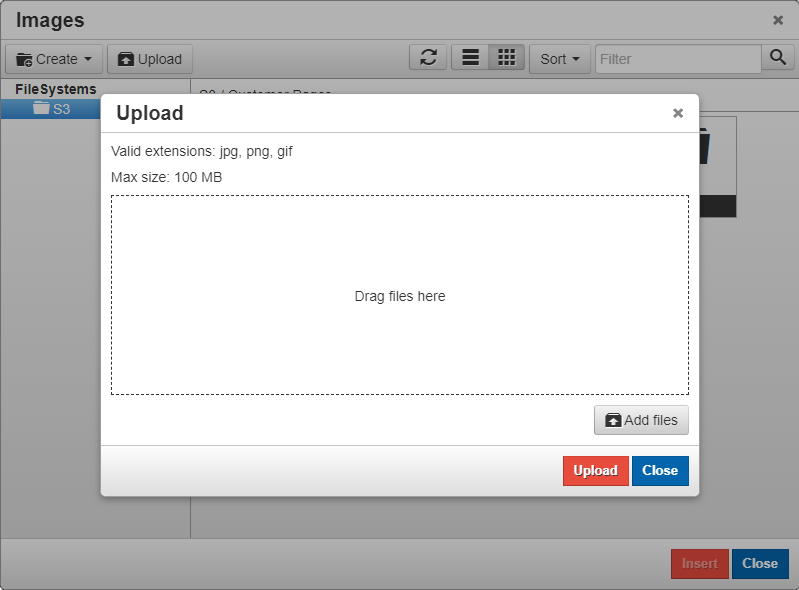 Images
Create
Upload
Sort
Filter
FileSystems
S3
Upload
Valid extensions: jpg, png, gif
Max size: 100 MB
Drag files here
Add files
Upload
Close
Insert
Close